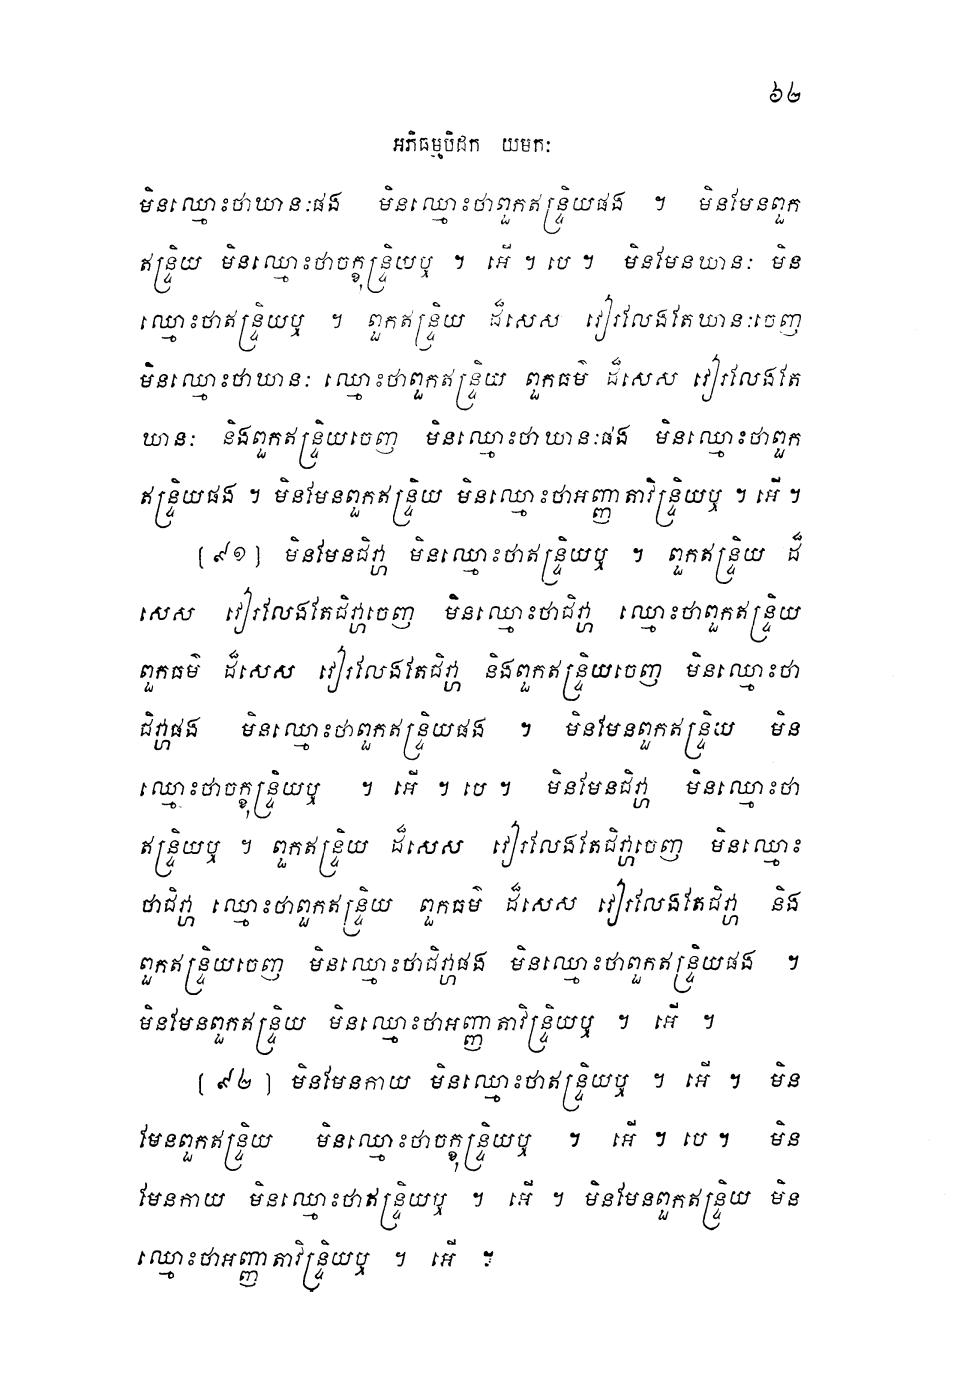 ៦២
អភិធម្មបិដក យមកៈ
មិនឈ្មោះថាឃានៈផង មិនឈ្មោះថាពួកឥន្ទ្រិយផង ។ មិនមែនពួក
ឥន្ទ្រិយ មិនឈ្មោះថាចក្ខុន្ទ្រិយឬ ។ អើ ។ បេ ។ មិនមែនឃានៈ មិន
ឈ្មោះថាឥន្ទ្រិយឬ ។ ពួកឥន្ទ្រិយ ដ៏សេស វៀរលែងតែឃានៈចេញ
មិនឈ្មោះថាឃានៈ ឈ្មោះថាពួកឥន្ទ្រិយ ពួកធម៌ ដ៏សេស វៀរលែងតែ
ឃានៈ និងពួកឥន្ទ្រិយចេញ មិនឈ្មោះថាឃានៈផង មិនឈ្មោះថាពួក
ឥន្ទ្រិយផង ។ មិនមែនពួកឥន្ទ្រិយ មិនឈ្មោះថាអញ្ញាតាវិន្ទ្រិយឬ ។ អើ ។
(៩១) មិនមែនជិវ្ហា មិនឈ្មោះថាឥន្ទ្រិយឬ ។ ពួកឥន្ទ្រិយ ដ៏
សេស វៀរលែងតែជិវ្ហាចេញ មិនឈ្មោះថាជិវ្ហា ឈ្មោះថាពួកឥន្ទ្រិយ
ពួកធម៌ ដ៏សេស វៀរលែងតែជិវ្ហា និងពួកឥន្ទ្រិយចេញ មិនឈ្មោះថា
ជិវ្ហាផង មិនឈ្មោះថាពួកឥន្ទ្រិយផង ។ មិនមែនពួកឥន្ទ្រិយ មិន
ឈ្មោះថាចក្ខុន្ទ្រិយឬ ។ អើ ។ បេ ។ មិនមែនជិវ្ហា មិនឈ្មោះថា
ឥន្ទ្រិយឬ ។ ពួកឥន្ទ្រិយ ដ៏សេស វៀរលែងតែជិវ្ហាចេញ មិនឈ្មោះ
ថាជិវ្ហា ឈ្មោះថាពួកឥន្ទ្រិយ ពួកធម៌ ដ៏សេស វៀរលែងតែជិវ្ហា និង
ពួកឥន្ទ្រិយចេញ មិនឈ្មោះថាជិវ្ហាផង មិនឈ្មោះថាពួកឥន្ទ្រិយផង ។
មិនមែនពួកឥន្ទ្រិយ មិនឈ្មោះថាអញ្ញាតាវិន្ទ្រិយឬ ។ អើ ។
(៩២) មិនមែនកាយ មិនឈ្មោះថាឥន្ទ្រិយឬ ។ អើ ។ មិន
មែនពួកឥន្ទ្រិយ មិនឈ្មោះថាចក្ខុន្ទ្រិយឬ ។ អើ ។ បេ ។ មិន
មែនកាយ មិនឈ្មោះថាឥន្ទ្រិយឬ ។ អើ ។ មិនមែនពួកឥន្ទ្រិយ មិន
ឈ្មោះថាអញ្ញាតាវិន្ទ្រិយឬ ។ អើ ។